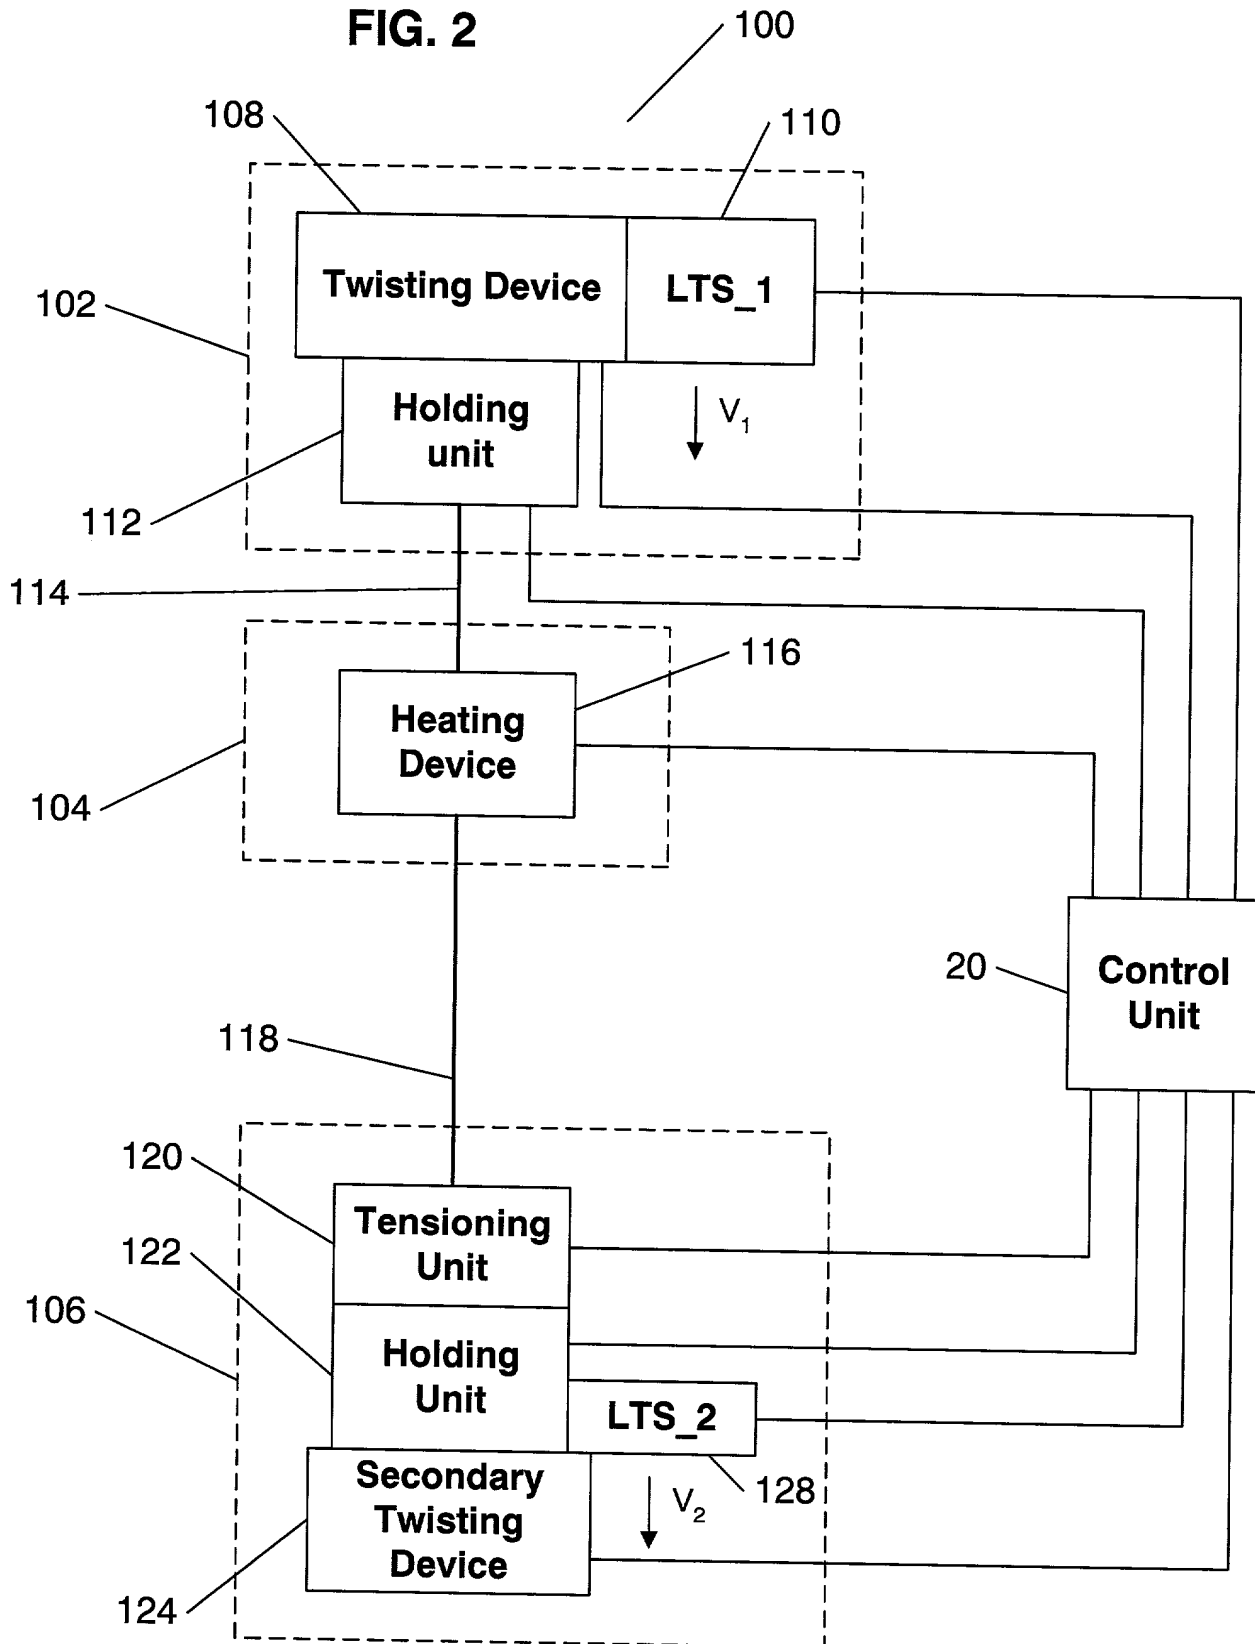 FIG. 2
100
108
110
Twisting Device
LTS_1
102
Holding
unit
V1
112
114
116
Heating
Device
104
20
Control
Unit
118
120
Tensioning
Unit
122
106
Holding
Unit
LTS_2
128
Secondary
Twisting
Device
V2
124